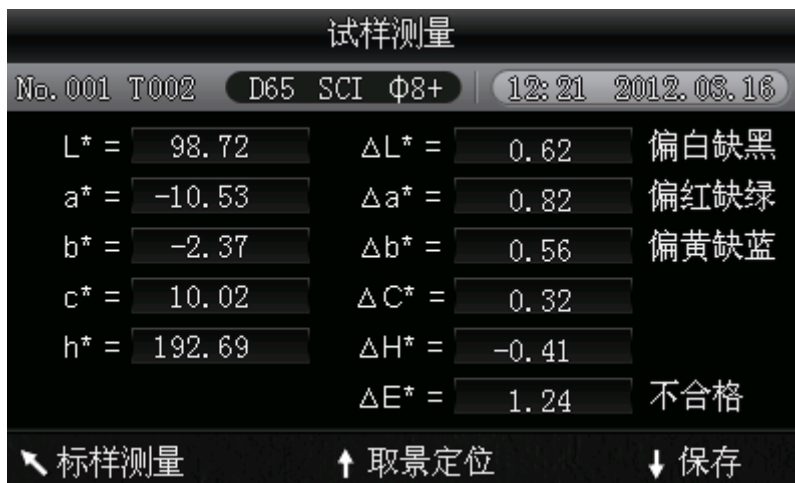 试样测量
No.001 T002 D65 SCI Φ8+ 12:21 2012.03.16
L* = 98.72 ΔL* = 0.62 偏白缺黑
a* = -10.53 Δa* = 0.82 偏红缺绿
b* = -2.37 Δb* = 0.56 偏黄缺蓝
c* = 10.02 ΔC* = 0.32
h* = 192.69 ΔH* = -0.41
ΔE* = 1.24 不合格
标样测量 取景定位 保存